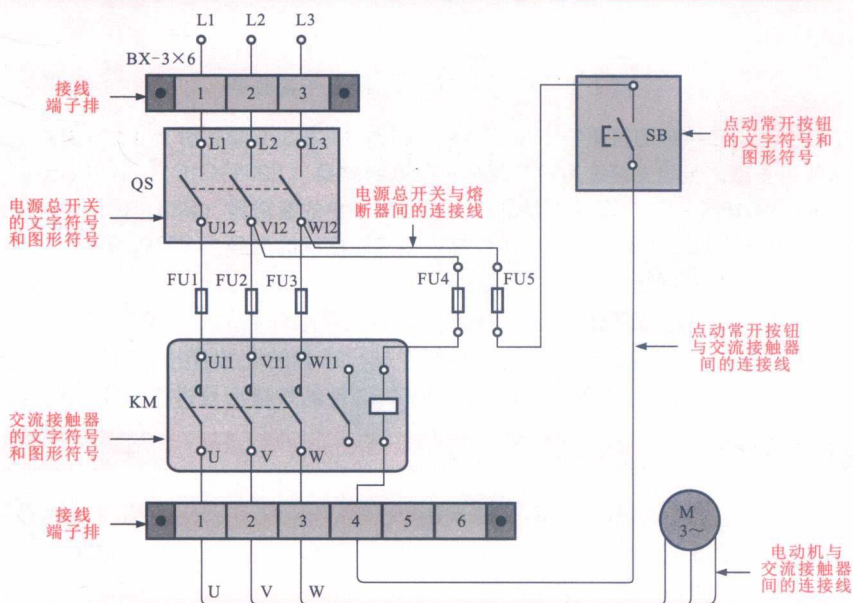 L1 L2 L3
BX-3×6
接线
端子排
1 2 3
L1 L2 L3
QS
电源总开关
的文字符号
和图形符号
U12 V12 W12
电源总开关与熔
断器间的连接线
SB
点动常开按钮
的文字符号和
图形符号
FU1 FU2 FU3 FU4 FU5
点动常开按钮
与交流接触器
间的连接线
U11 V11 W11
KM
交流接触器
的文字符号
和图形符号
U V W
接线
端子排
1 2 3 4 5 6
M
3～
电动机与
交流接触器
间的连接线
U V W